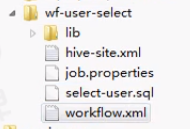 wf-user-select
lib
hive-site.xml
job.properties
select-user.sql
workflow.xml